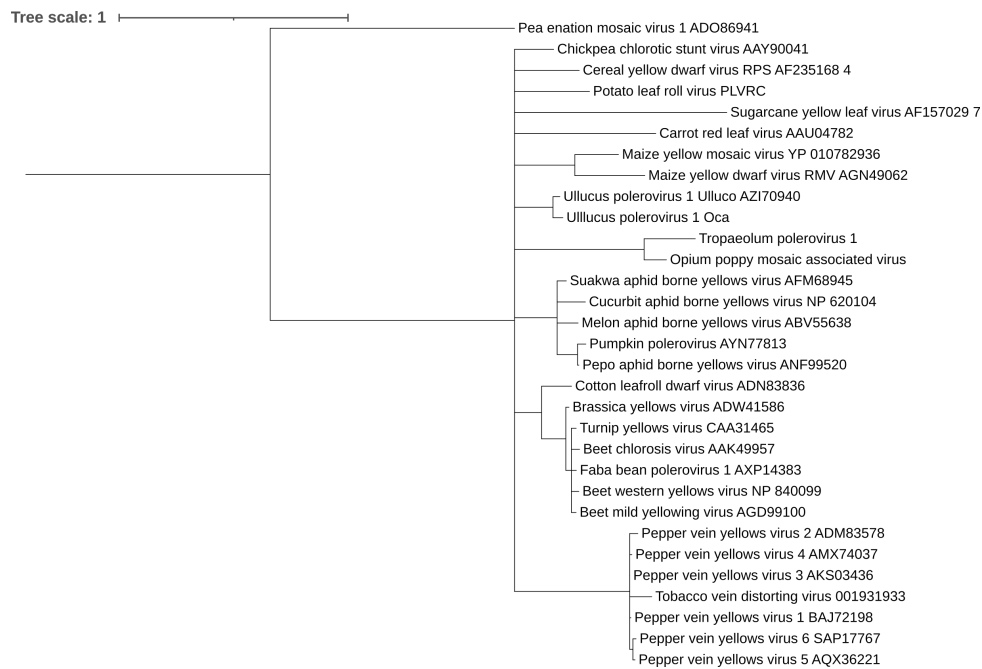 Tree scale: 1
Pea enation mosaic virus 1 ADO86941
Chickpea chlorotic stunt virus AAY90041
Cereal yellow dwarf virus RPS AF235168 4
Potato leaf roll virus PLVRC
Sugarcane yellow leaf virus AF157029 7
Carrot red leaf virus AAU04782
Maize yellow mosaic virus YP 010782936
Maize yellow dwarf virus RMV AGN49062
Ullucus polerovirus 1 Ulluco AZI70940
Ulllucus polerovirus 1 Oca
Tropaeolum polerovirus 1
Opium poppy mosaic associated virus
Suakwa aphid borne yellows virus AFM68945
Cucurbit aphid borne yellows virus NP 620104
Melon aphid borne yellows virus ABV55638
Pumpkin polerovirus AYN77813
Pepo aphid borne yellows virus ANF99520
Cotton leafroll dwarf virus ADN83836
Brassica yellows virus ADW41586
Turnip yellows virus CAA31465
Beet chlorosis virus AAK49957
Faba bean polerovirus 1 AXP14383
Beet western yellows virus NP 840099
Beet mild yellowing virus AGD99100
Pepper vein yellows virus 2 ADM83578
Pepper vein yellows virus 4 AMX74037
Pepper vein yellows virus 3 AKS03436
Tobacco vein distorting virus 001931933
Pepper vein yellows virus 1 BAJ72198
Pepper vein yellows virus 6 SAP17767
Pepper vein yellows virus 5 AQX36221